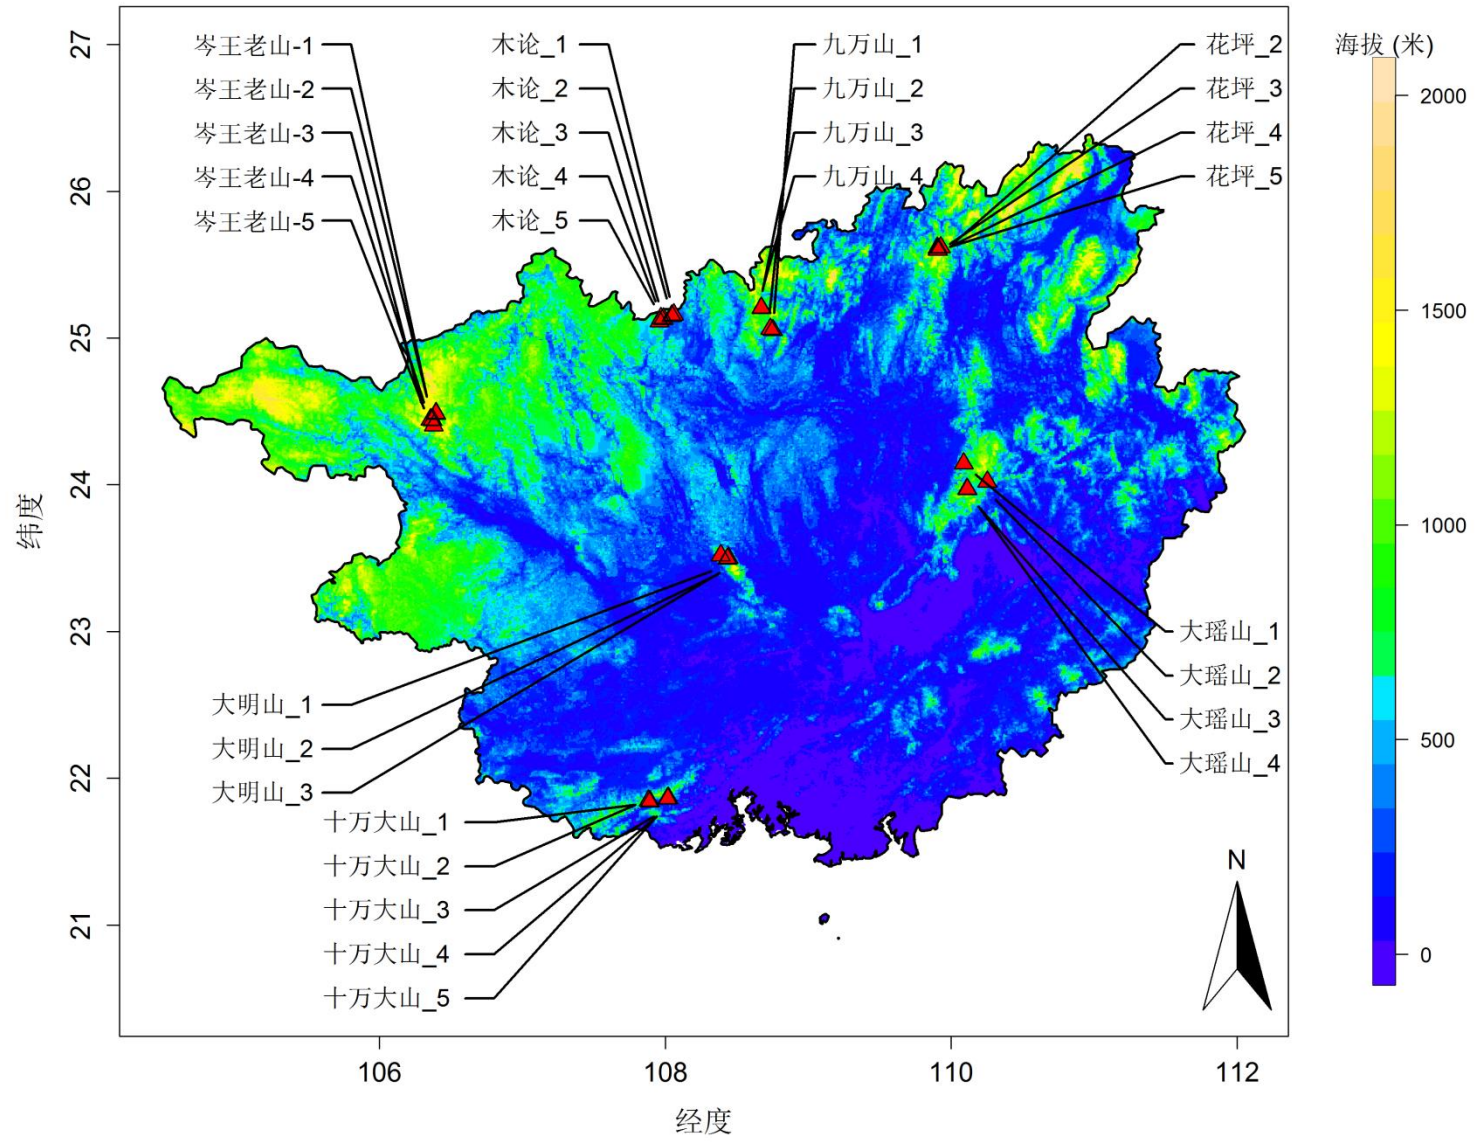 岑王老山-1
岑王老山-2
岑王老山-3
岑王老山-4
岑王老山-5
木论_1
木论_2
木论_3
木论_4
木论_5
九万山_1
九万山_2
九万山_3
九万山_4
花坪_2
花坪_3
花坪_4
花坪_5
海拔 (米)
2000
1500
1000
500
0
27
26
25
24
23
22
21
纬度
大瑶山_1
大瑶山_2
大瑶山_3
大瑶山_4
大明山_1
大明山_2
大明山_3
十万大山_1
十万大山_2
十万大山_3
十万大山_4
十万大山_5
N
106
108
110
112
经度